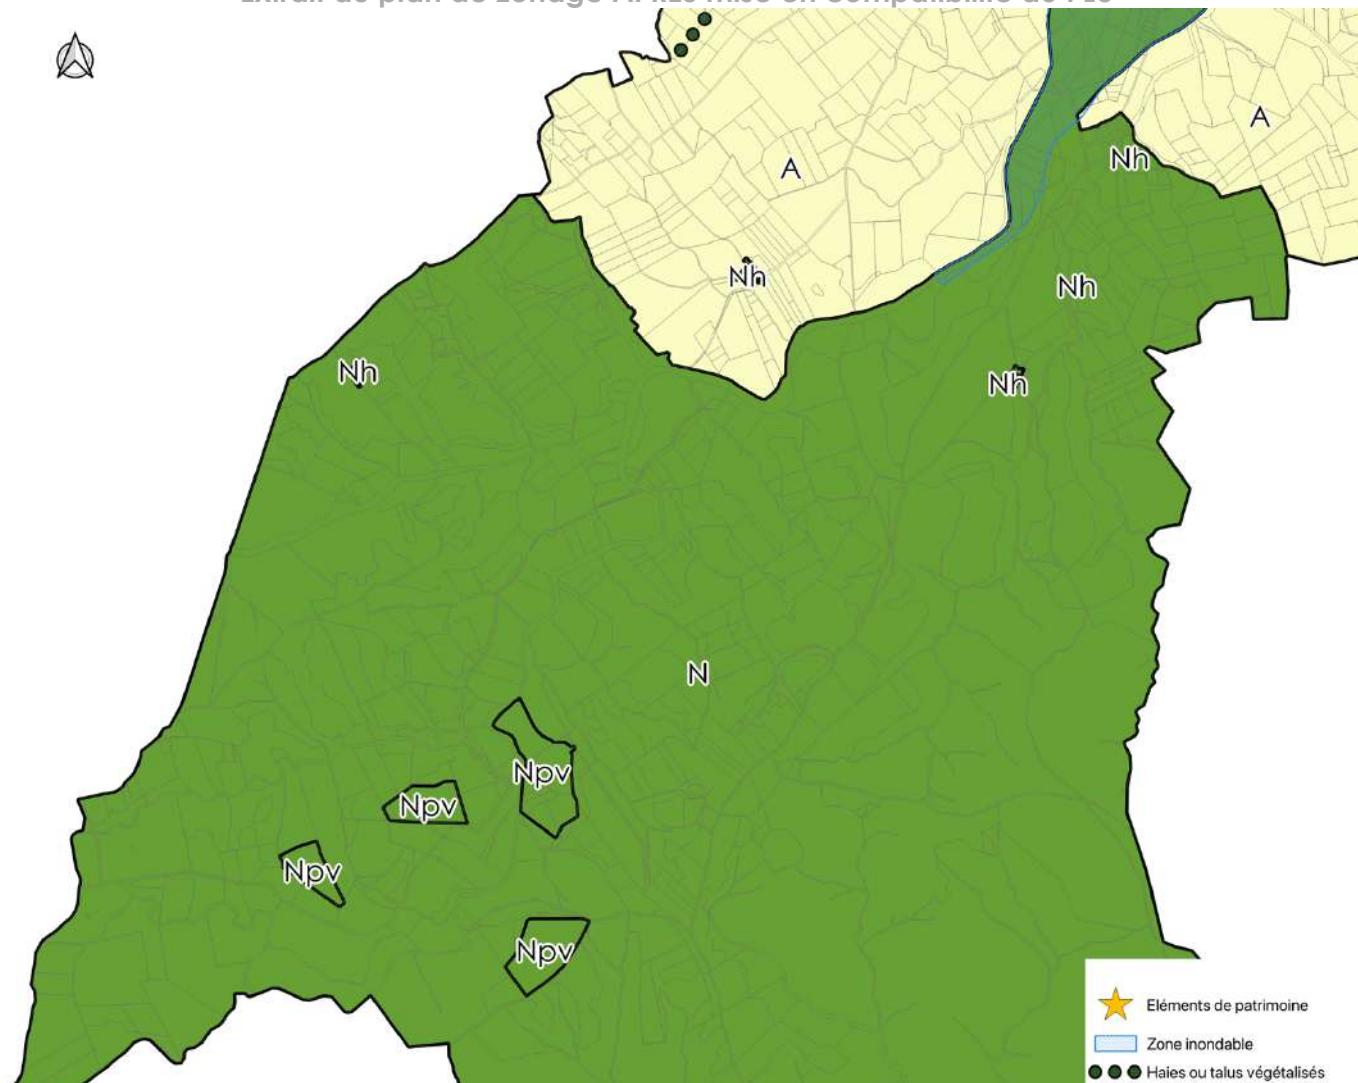 A
A
Nh
Nh
Nh
Nh
Nh
N
Npv
Npv
Npv
Npv
Eléments de patrimoine
Zone inondable
Haies ou talus végétalisés